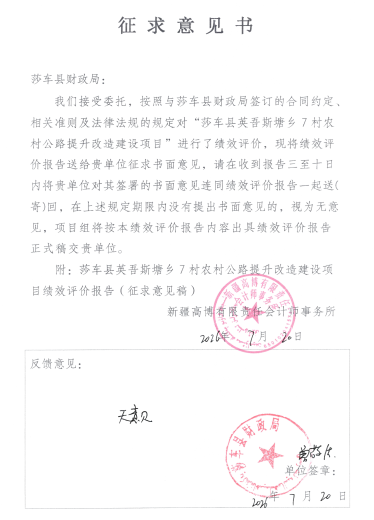 征求意见书
莎车县财政局：
我们接受委托，按照与莎车县财政局签订的合同约定、
相关准则及法律法规的规定对“莎车县英吾斯塘乡7村农
村公路提升改造建设项目”进行了绩效评价，现将绩效评
价报告送给贵单位征求书面意见，请在收到报告三至十日
内将贵单位对其签署的书面意见连同绩效评价报告一起送(
寄)回，在上述规定期限内没有提出书面意见的，视为无意
见，项目组将按本绩效评价报告内容出具绩效评价报告
正式稿交贵单位。
附：莎车县英吾斯塘乡7村农村公路提升改造建设项
目绩效评价报告（征求意见稿）
新疆高博有限责任会计师事务所
年 7月 20日
反馈意见：
无意见
莎车县财政局
单位签章：
年 7月 20日